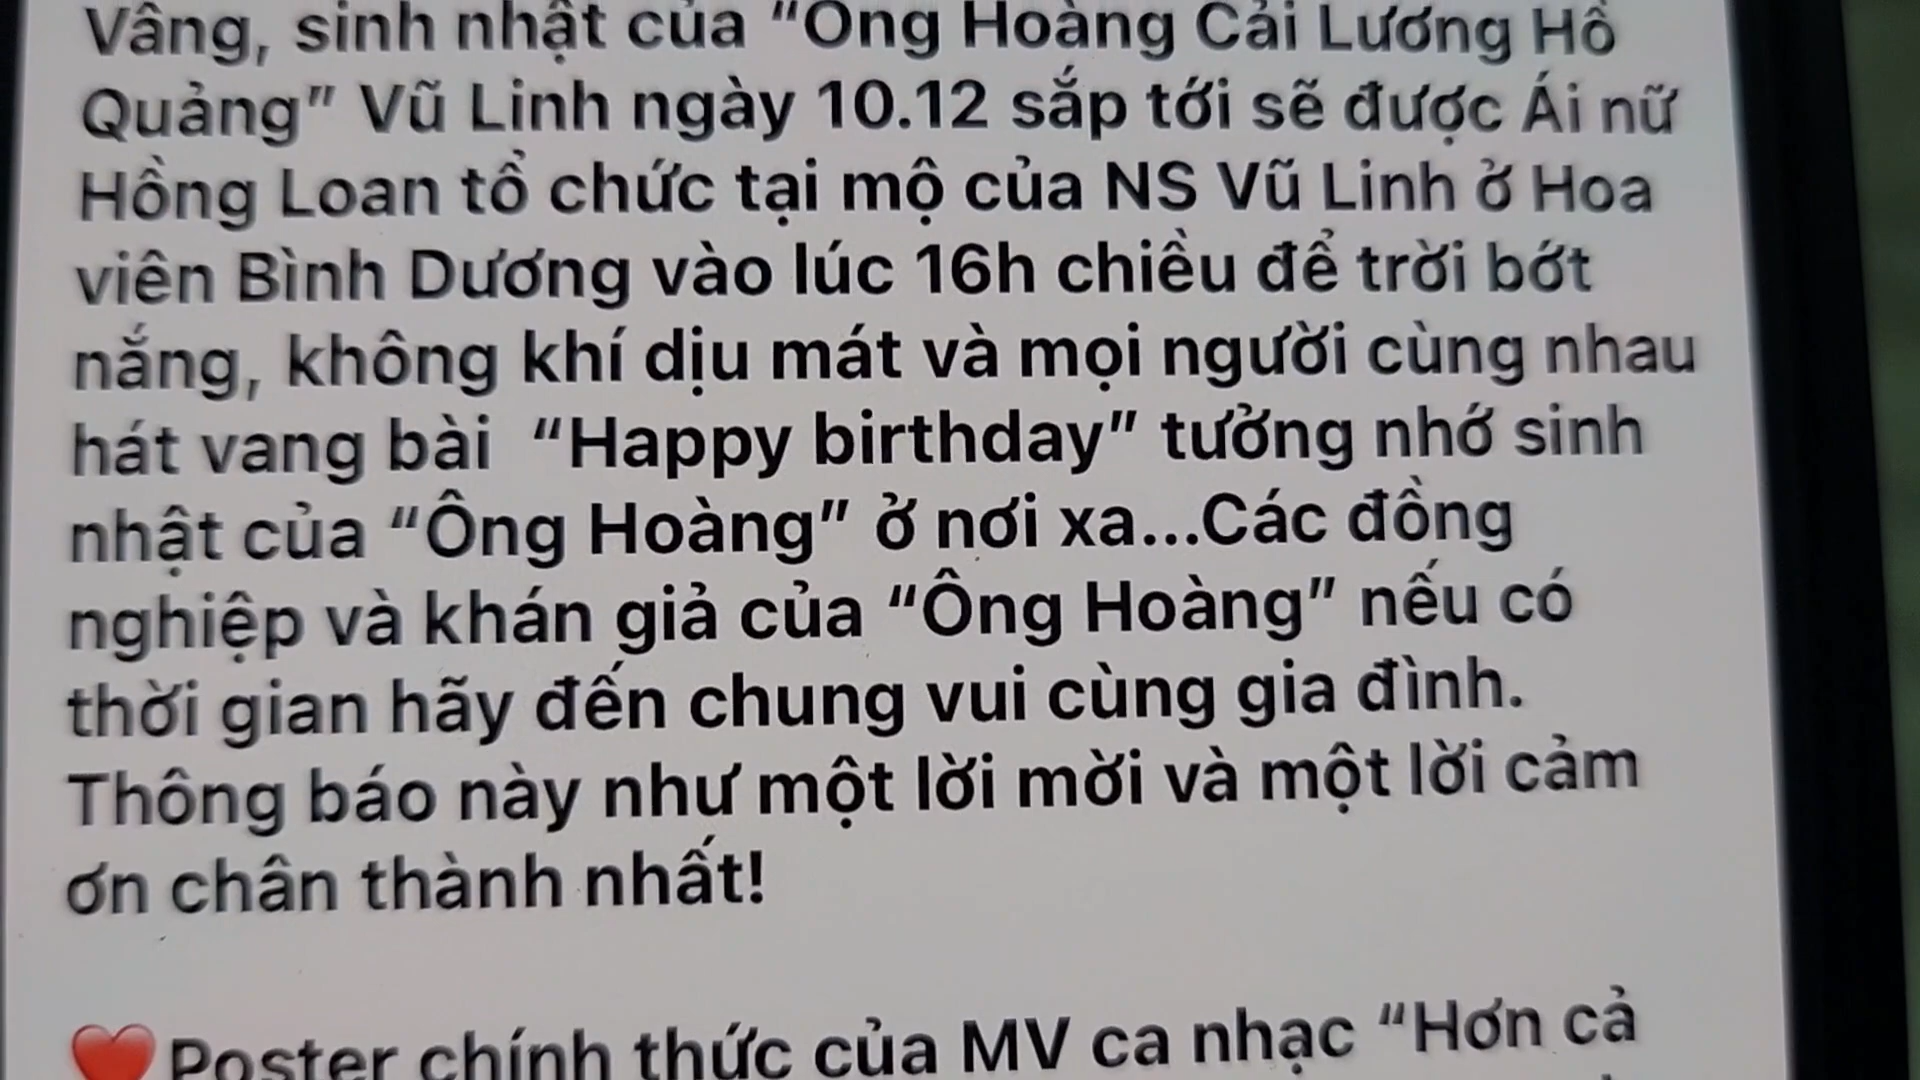 Vâng, sinh nhật của “Ông Hoàng Cải Lương Hồ
Quảng” Vũ Linh ngày 10.12 sắp tới sẽ được Ái nữ
Hồng Loan tổ chức tại mộ của NS Vũ Linh ở Hoa
viên Bình Dương vào lúc 16h chiều để trời bớt
nắng, không khí dịu mát và mọi người cùng nhau
hát vang bài “Happy birthday” tưởng nhớ sinh
nhật của “Ông Hoàng” ở nơi xa...Các đồng
nghiệp và khán giả của “Ông Hoàng” nếu có
thời gian hãy đến chung vui cùng gia đình.
Thông báo này như một lời mời và một lời cảm
ơn chân thành nhất!
❤️Poster chính thức của MV ca nhạc “Hơn cả